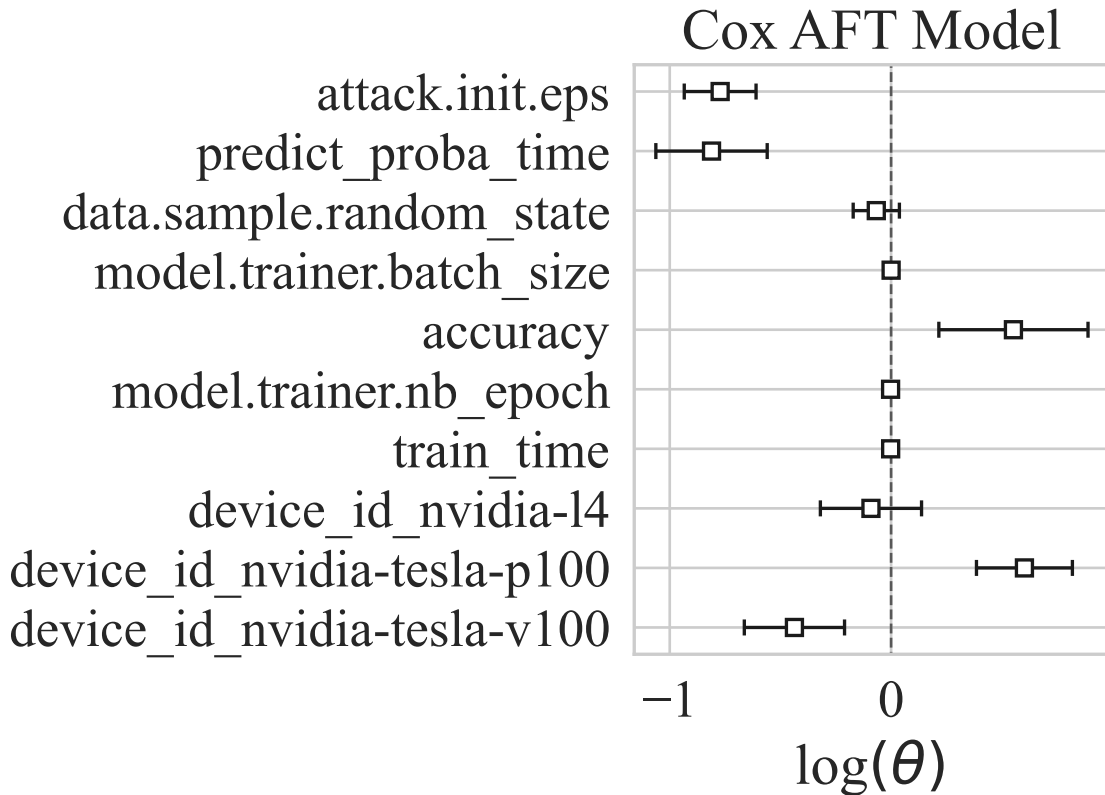 Cox AFT Model
attack.init.eps
predict_proba_time
data.sample.random_state
model.trainer.batch_size
accuracy
model.trainer.nb_epoch
train_time
device_id_nvidia-l4
device_id_nvidia-tesla-p100
device_id_nvidia-tesla-v100
−1 0
log(θ)